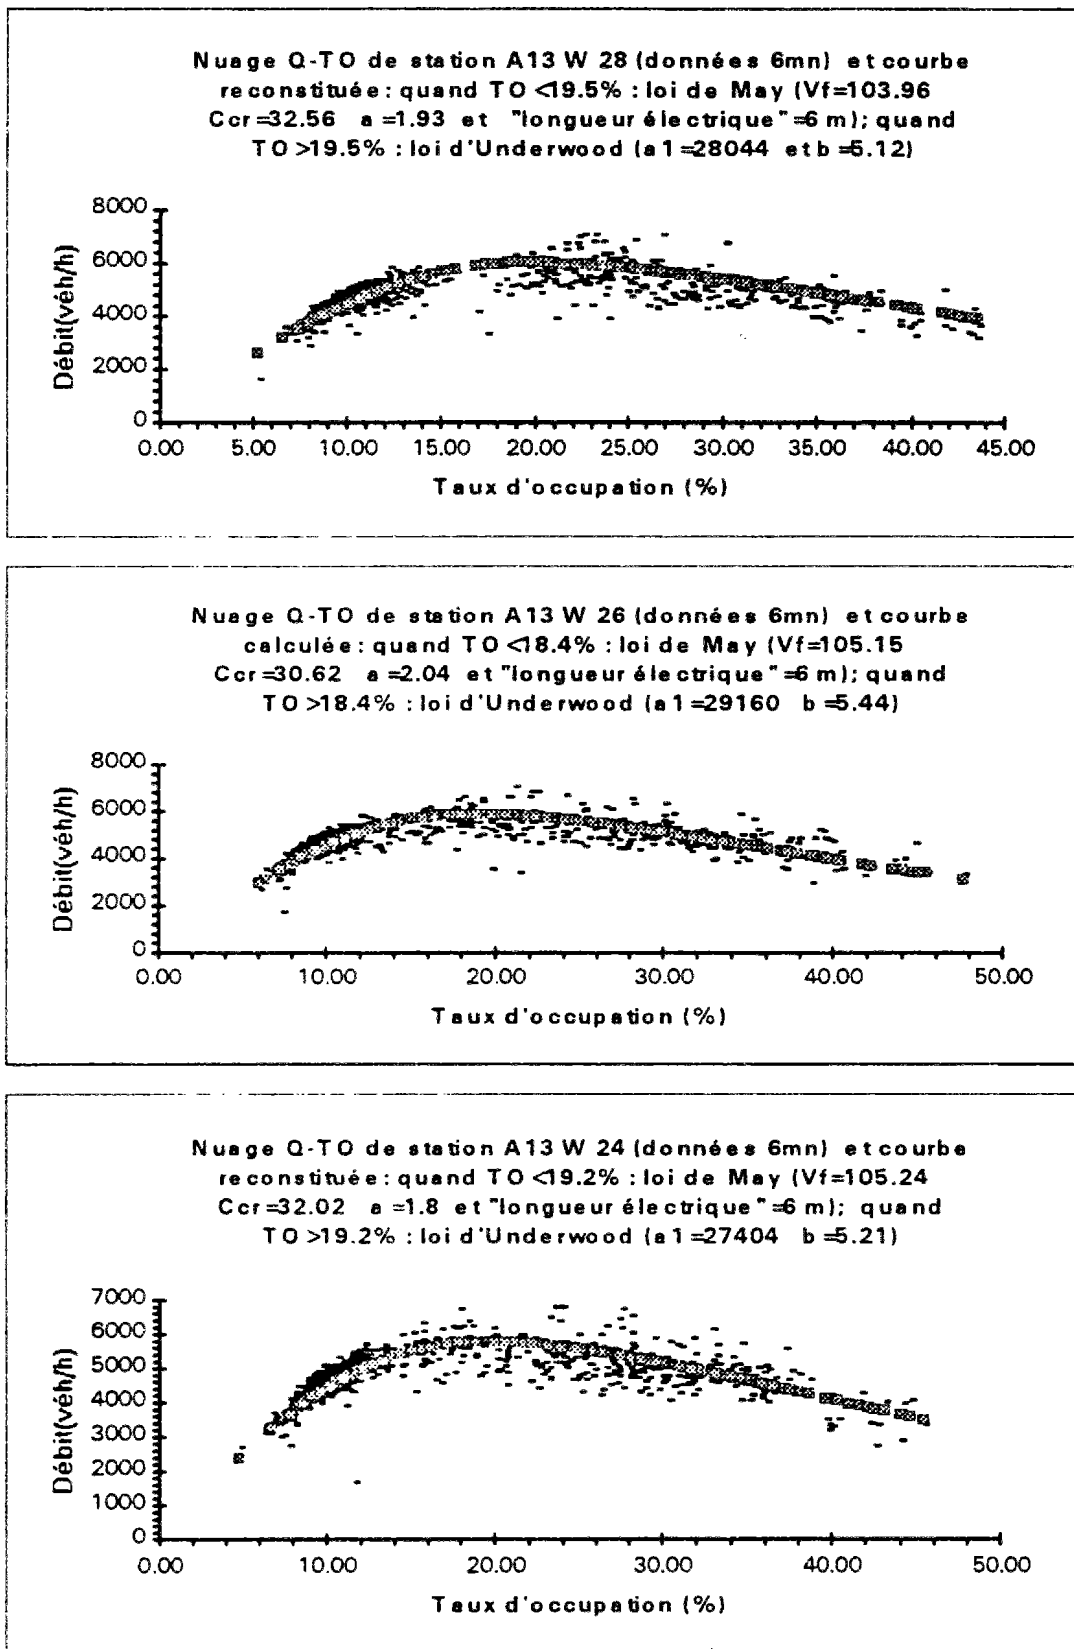 Nuage Q-TO de station A13 W 28 (données 6mn) et courbe
reconstituée: quand TO <19.5% : loi de May (Vf=103.96
Ccr=32.56 a=1.93 et "longueur électrique"=6 m); quand
TO >19.5% : loi d'Underwood (a1=28044 et b=5.12)
Débit(véh/h)
8000
6000
4000
2000
0
0.00 5.00 10.00 15.00 20.00 25.00 30.00 35.00 40.00 45.00
Taux d'occupation (%)
Nuage Q-TO de station A13 W 26 (données 6mn) et courbe
calculée: quand TO <18.4% : loi de May (Vf=105.15
Ccr=30.62 a=2.04 et "longueur électrique"=6 m); quand
TO >18.4% : loi d'Underwood (a1=29160 b=5.44)
Débit(véh/h)
8000
6000
4000
2000
0
0.00 10.00 20.00 30.00 40.00 50.00
Taux d'occupation (%)
Nuage Q-TO de station A13 W 24 (données 6mn) et courbe
reconstituée: quand TO <19.2% : loi de May (Vf=105.24
Ccr=32.02 a=1.8 et "longueur électrique"=6 m); quand
TO >19.2% : loi d'Underwood (a1=27404 b=5.21)
Débit(véh/h)
7000
6000
5000
4000
3000
2000
1000
0
0.00 10.00 20.00 30.00 40.00 50.00
Taux d'occupation (%)